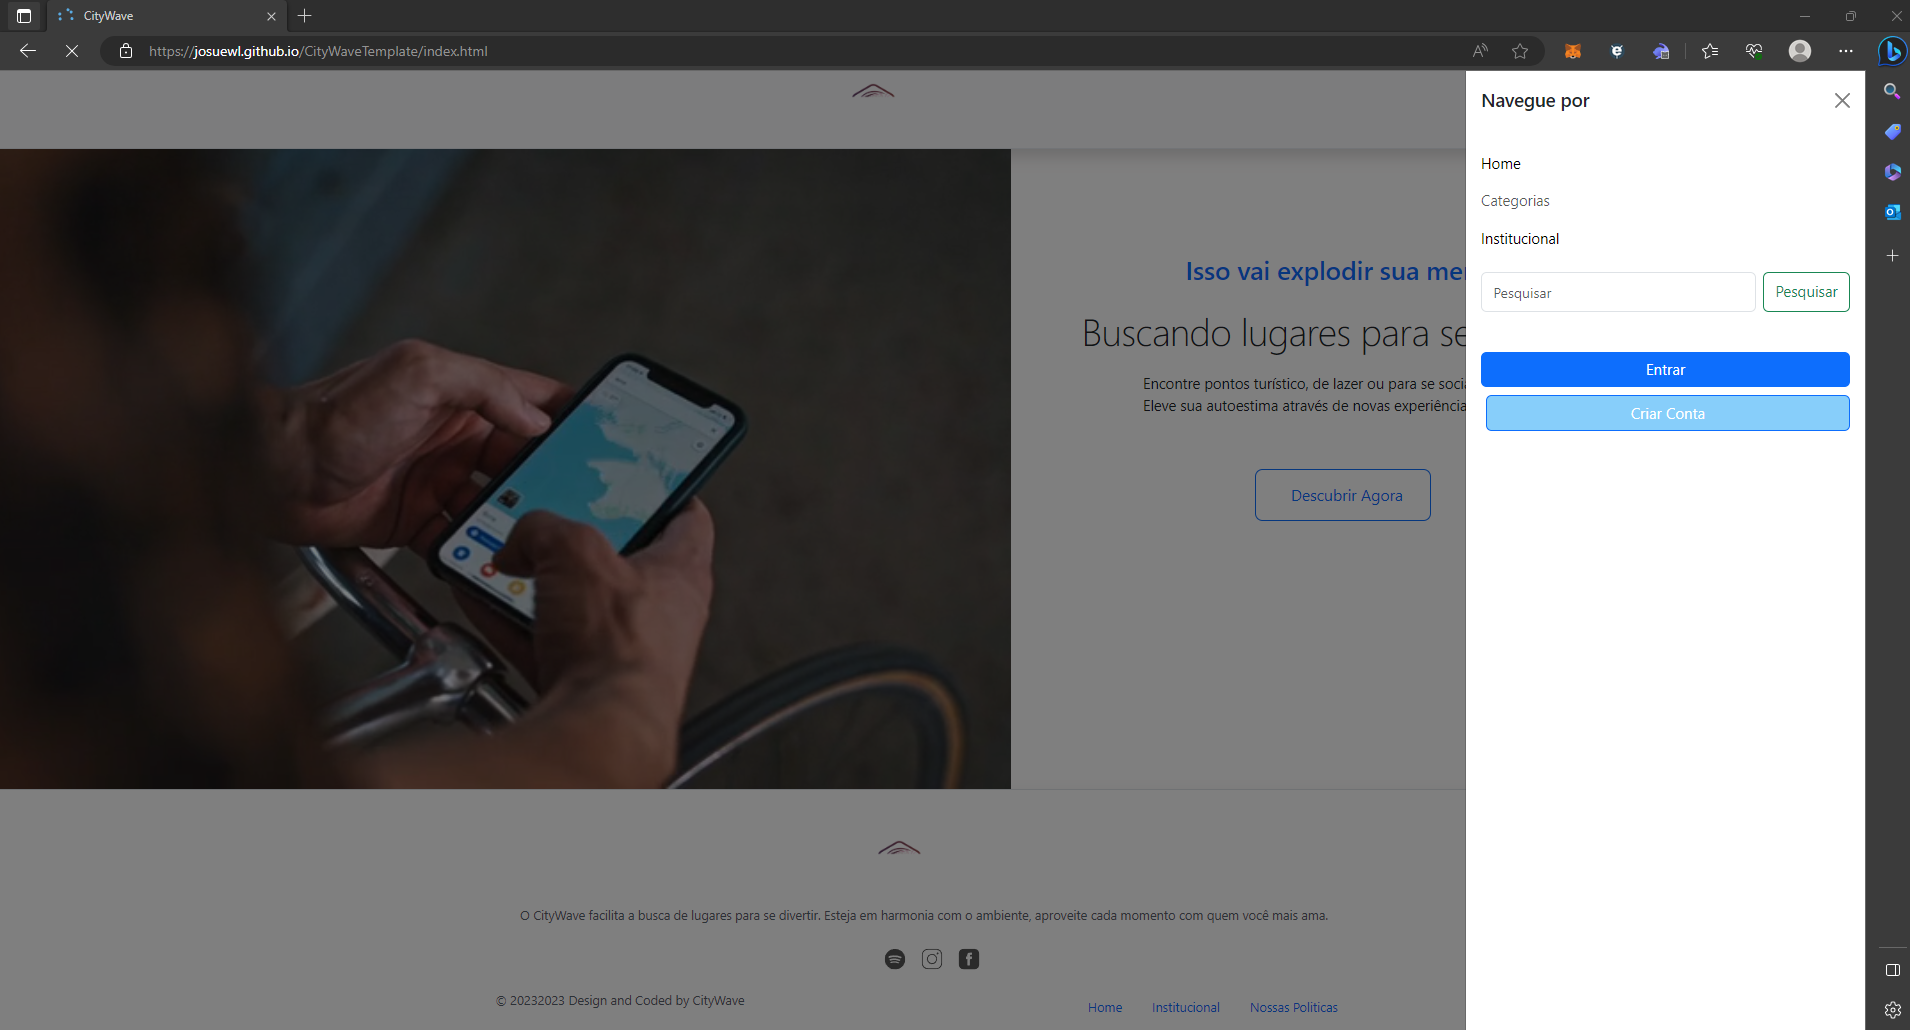 CityWave
https://josuewl.github.io/CityWaveTemplate/index.html
Navegue por
Home
Categorias
Institucional
Pesquisar
Pesquisar
Entrar
Criar Conta
Isso vai explodir sua me
Buscando lugares para se
Encontre pontos turístico, de lazer ou para se soci
Eleve sua autoestima através de novas experiência
Descubrir Agora
O CityWave facilita a busca de lugares para se divertir. Esteja em harmonia com o ambiente, aproveite cada momento com quem você mais ama.
© 20232023 Design and Coded by CityWave
Home
Institucional
Nossas Politicas